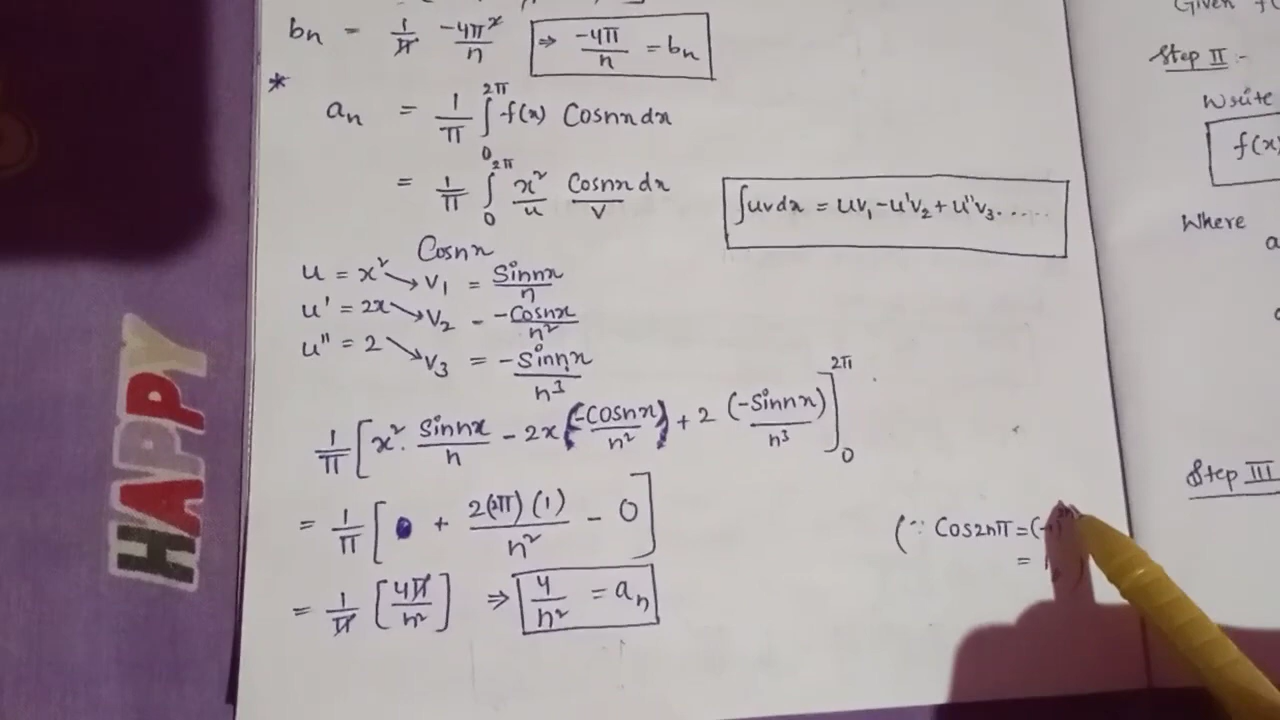 bn = 1/π -4π²/n ⇒ -4π/n = bn
*
an = 1/π ∫₀^2π f(x) Cosnx dx
= 1/π ∫₀^2π x²/u Cosnx dx/v
∫uvdx = uv₁ - u'v₂ + u''v₃.....
Cosnx
u = x² → v₁ = Sinnx/n
u' = 2x → v₂ - -Cosnx/n²
u'' = 2 → v₃ = -Sinnx/n³
1/π [x². Sinnx/n - 2x(-Cosnx/n²) + 2 (-Sinnx)/n³]₀^2π
= 1/π [ + 2(2π)(1)/n² - 0]
(∵ Cos2nπ =
=
= 1/π [4π/n²] ⇒ 4/n² = an
Given f(
Step II :-
Write
f(x)
Where
a
Step III
HAPPY